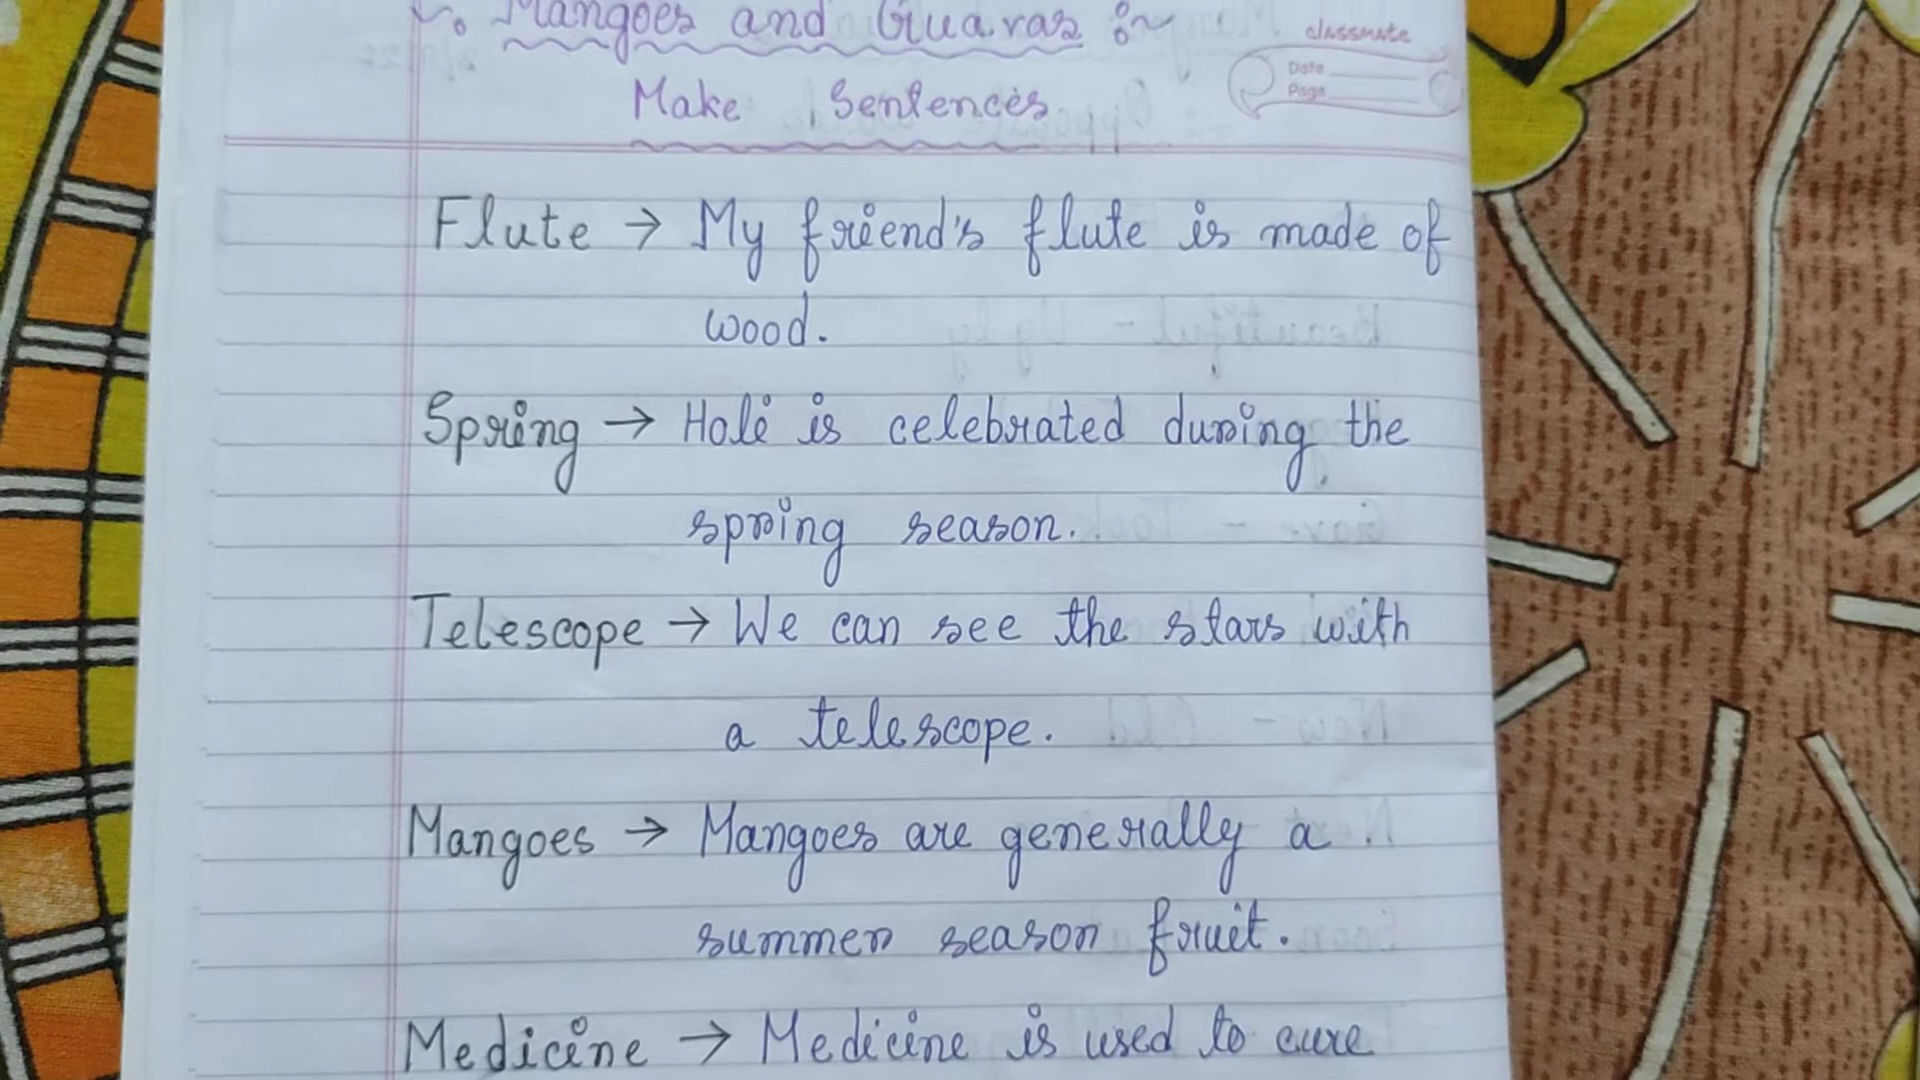 Mangoes and Guavas :~
classmate
Date
Page
Make Sentences
Flute → My friend's flute is made of
wood.
Spring → Holi is celebrated during the
spring season.
Telescope → We can see the stars with
a telescope.
Mangoes → Mangoes are generally a
summer season fruit.
Medicine → Medicine is used to cure